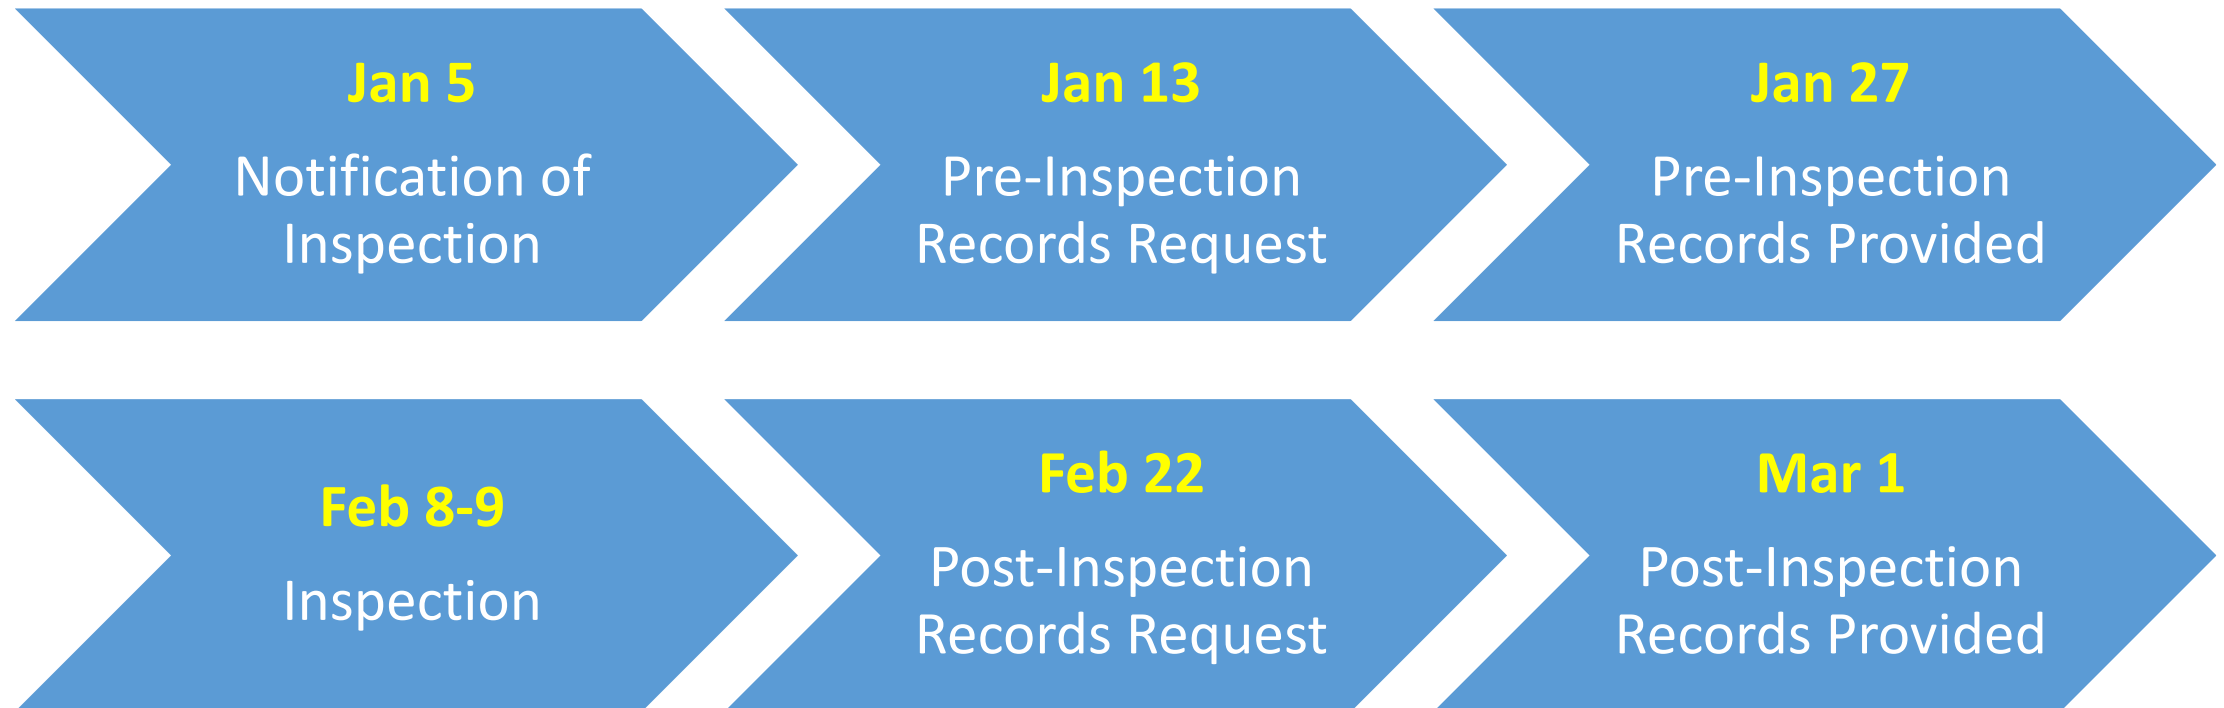 Jan 5
Notification of
Inspection
Jan 13
Pre-Inspection
Records Request
Jan 27
Pre-Inspection
Records Provided
Feb 8-9
Inspection
Feb 22
Post-Inspection
Records Request
Mar 1
Post-Inspection
Records Provided